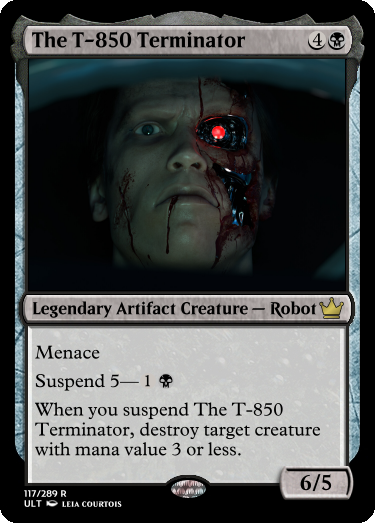 The T-850 Terminator 4
Legendary Artifact Creature — Robot
Menace
Suspend 5— 1
When you suspend The T-850
Terminator, destroy target creature
with mana value 3 or less.
6/5
117/289 R
ULT LEIA COURTOIS